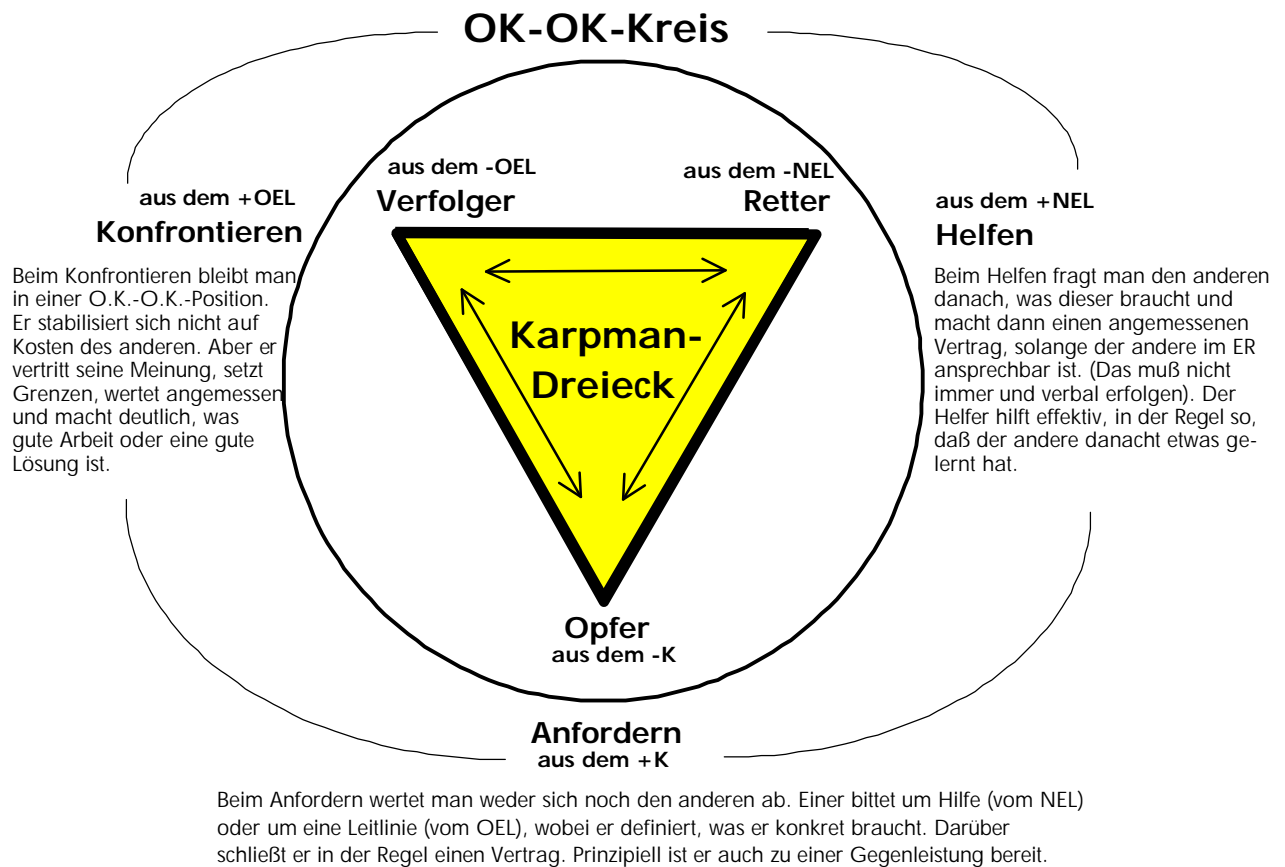 OK-OK-Kreis
aus dem -OEL
Verfolger
aus dem -NEL
Retter
aus dem +OEL
Konfrontieren
Beim Konfrontieren bleibt man
in einer O.K.-O.K.-Position.
Er stabilisiert sich nicht auf
Kosten des anderen. Aber er
vertritt seine Meinung, setzt
Grenzen, wertet angemessen
und macht deutlich, was
gute Arbeit oder eine gute
Lösung ist.
aus dem +NEL
Helfen
Beim Helfen fragt man den anderen
danach, was dieser braucht und
macht dann einen angemessenen
Vertrag, solange der andere im ER
ansprechbar ist. (Das muß nicht
immer und verbal erfolgen). Der
Helfer hilft effektiv, in der Regel so,
daß der andere danacht etwas ge-
lernt hat.
Karpman-
Dreieck
Opfer
aus dem -K
Anfordern
aus dem +K
Beim Anfordern wertet man weder sich noch den anderen ab. Einer bittet um Hilfe (vom NEL)
oder um eine Leitlinie (vom OEL), wobei er definiert, was er konkret braucht. Darüber
schließt er in der Regel einen Vertrag. Prinzipiell ist er auch zu einer Gegenleistung bereit.